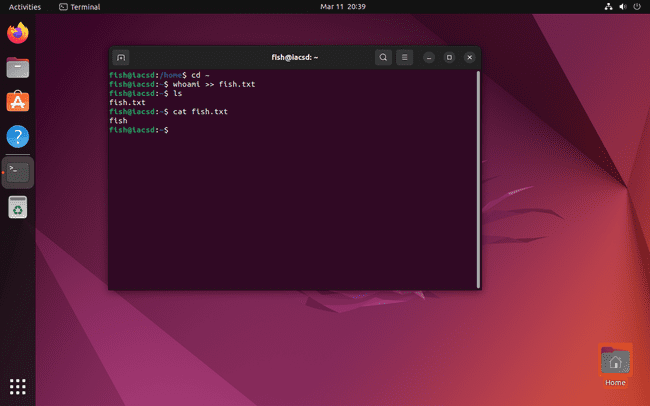 Activities
Terminal
Mar 11 20:39
fish@iacsd: ~
fish@iacsd:/home$ cd ~
fish@iacsd:~$ whoami >> fish.txt
fish@iacsd:~$ ls
fish.txt
fish@iacsd:~$ cat fish.txt
fish
fish@iacsd:~$
Home